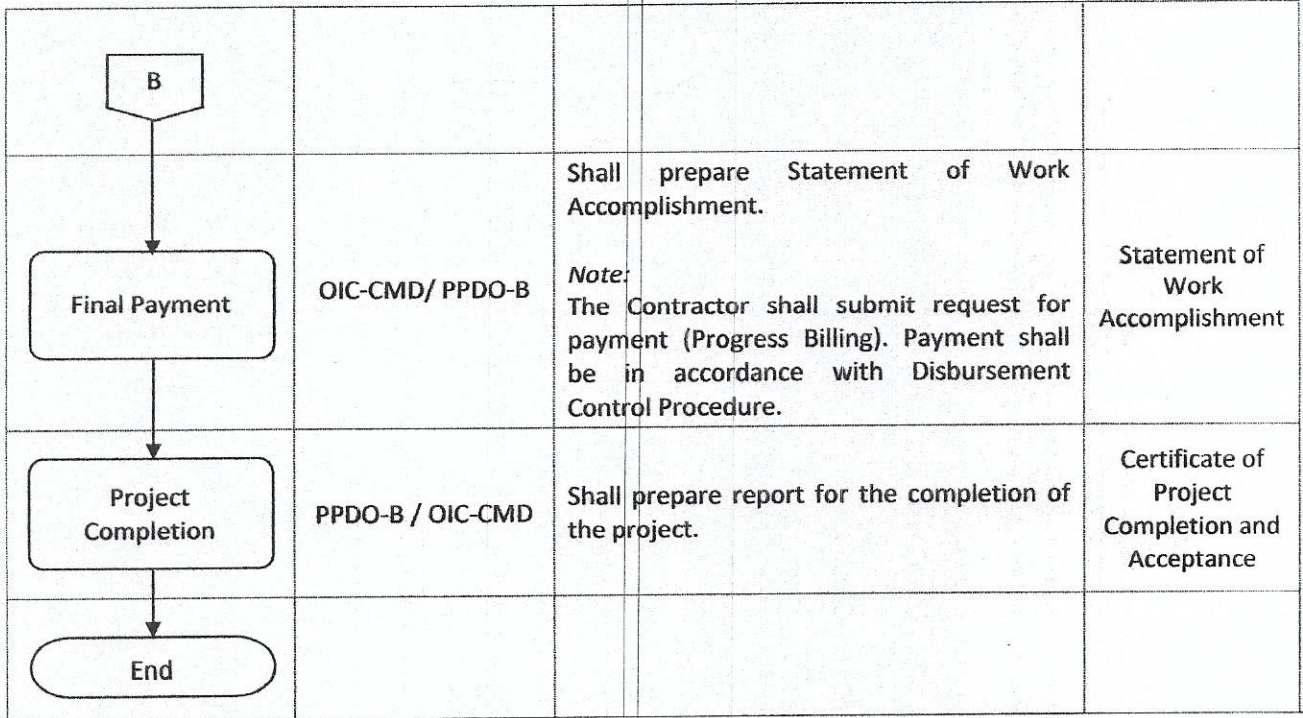 B
Final Payment
OIC-CMD/ PPDO-B
Shall prepare Statement of Work
Accomplishment.
Note:
The Contractor shall submit request for
payment (Progress Billing). Payment shall
be in accordance with Disbursement
Control Procedure.
Statement of
Work
Accomplishment
Project
Completion
PPDO-B / OIC-CMD
Shall prepare report for the completion of
the project.
Certificate of
Project
Completion and
Acceptance
End